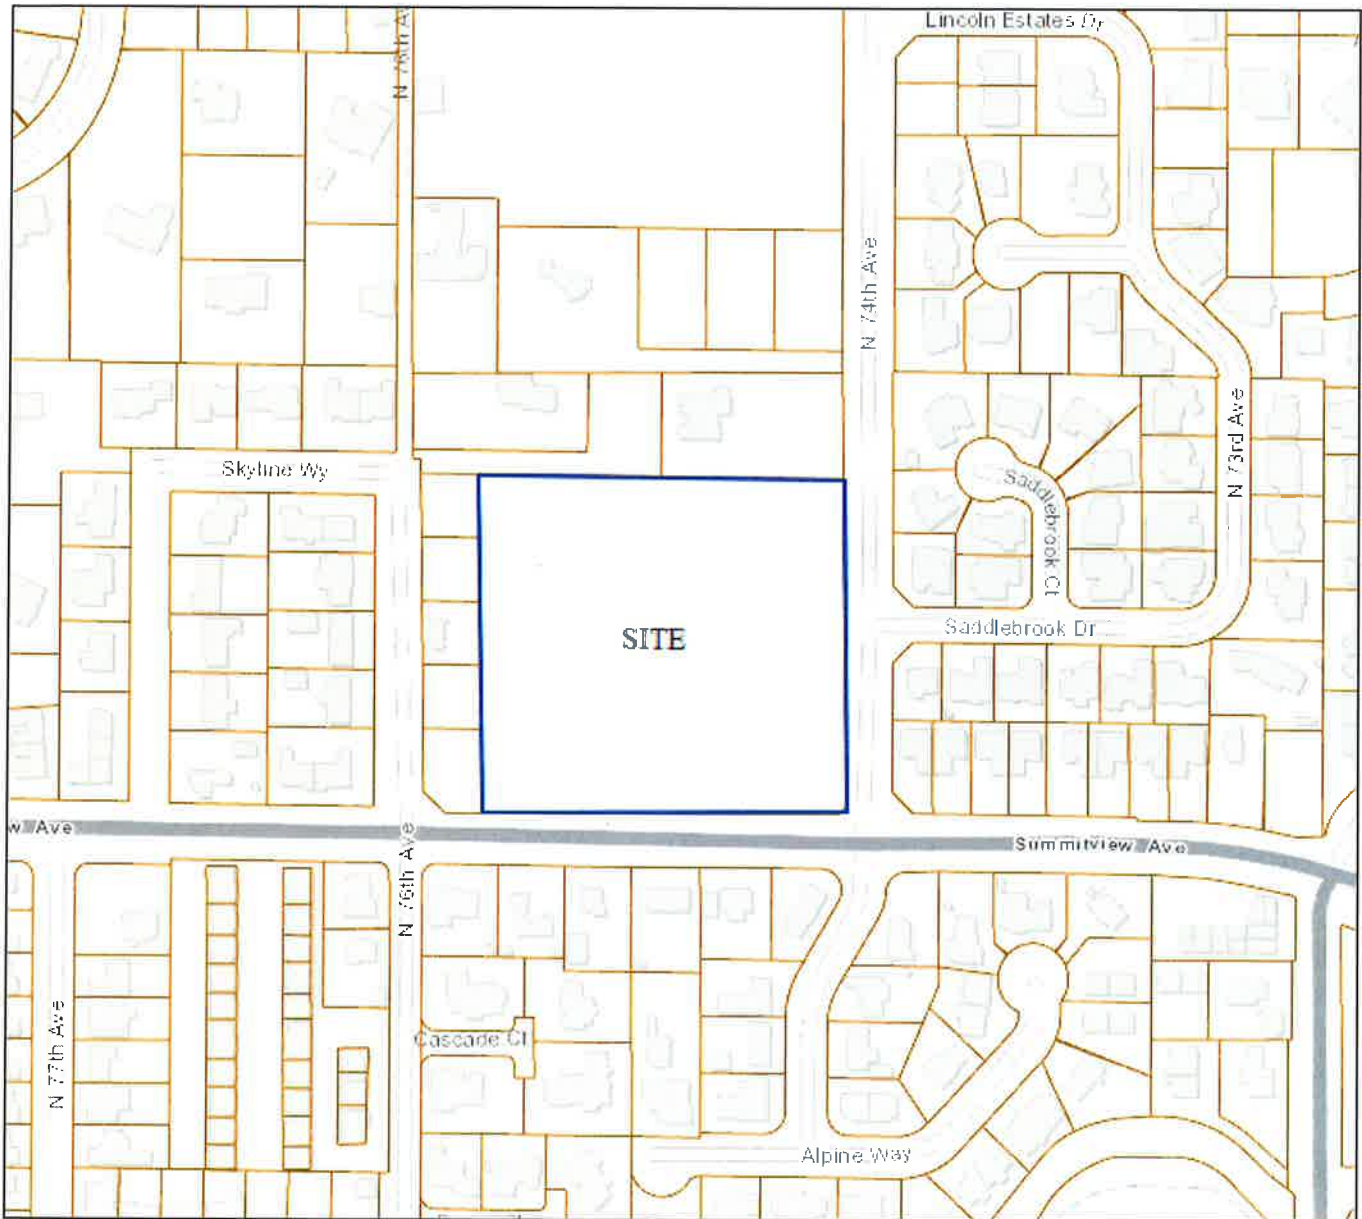 Lincoln Estates Dr
N 76th Av
N 74th Ave
N 73rd Ave
Skyline Wy
Saddlebrook Ct
SITE
Saddlebrook Dr
w Ave
N 76th Ave
Summitview Ave
N 77th Ave
Cascade Ct
Alpine Way